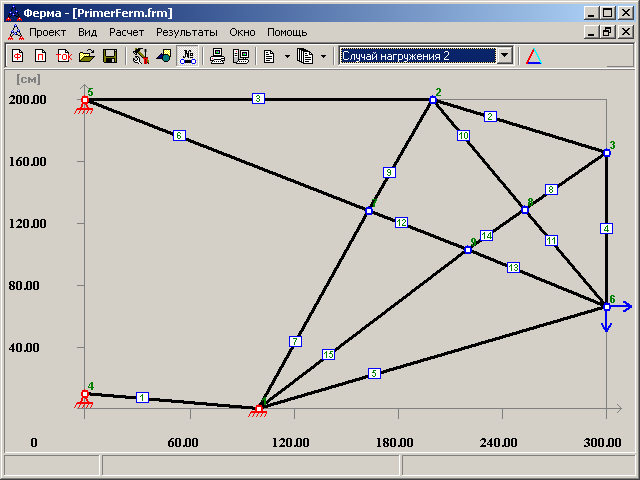 Ферма - [PrimerFerm.frm]
Проект Вид Расчет Результаты Окно Помощь
Ф П ток № Случай нагружения 2
[см]
200.00
160.00
120.00
80.00
40.00
0 60.00 120.00 180.00 240.00 300.00
5 3 2 2
6 10 3
9 8
12 14 8 4
9 11
13
7 15 6
5
4 1